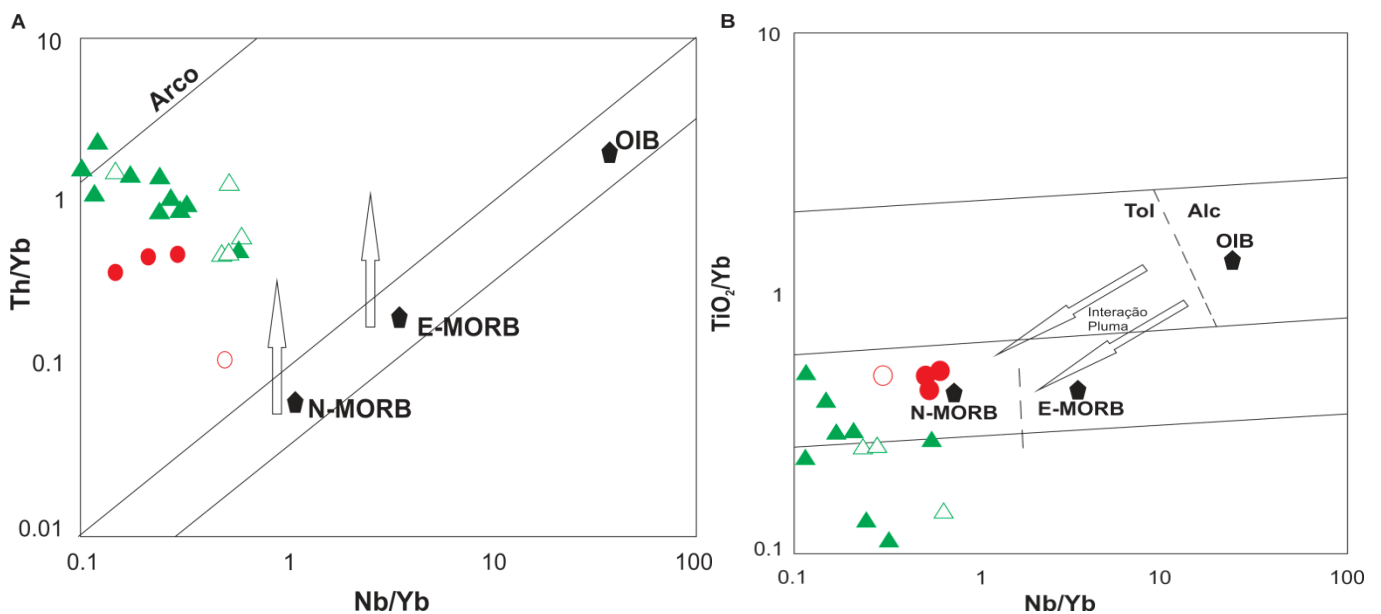 A
10
1
0.1
0.01
Th/Yb
Arco
OIB
E-MORB
N-MORB
0.1
1
10
100
Nb/Yb
B
10
1
0.1
TiO2/Yb
Tol
Alc
OIB
Interação
Pluma
N-MORB
E-MORB
0.1
1
10
100
Nb/Yb